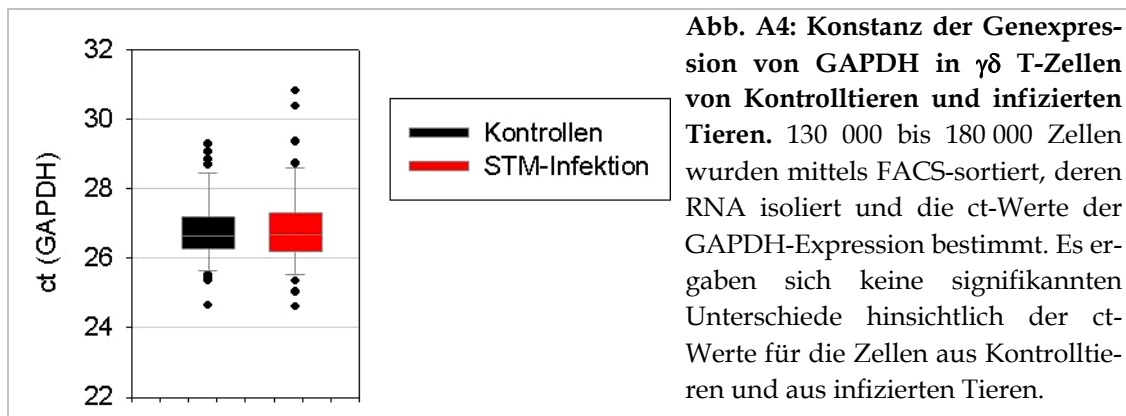 32
30
28
26
24
22
ct (GAPDH)
Kontrollen
STM-Infektion
Abb. A4: Konstanz der Genexpres-
sion von GAPDH in γδ T-Zellen
von Kontrolltieren und infizierten
Tieren. 130 000 bis 180 000 Zellen
wurden mittels FACS-sortiert, deren
RNA isoliert und die ct-Werte der
GAPDH-Expression bestimmt. Es er-
gaben sich keine signifikannten
Unterschiede hinsichtlich der ct-
Werte für die Zellen aus Kontrolltie-
ren und aus infizierten Tieren.